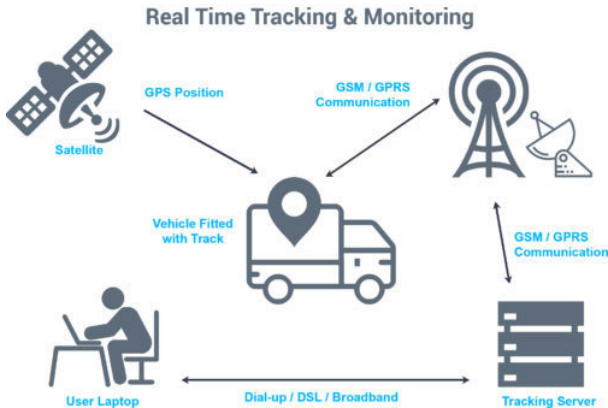 Real Time Tracking & Monitoring
GPS Position
GSM / GPRS
Communication
Satellite
Vehicle Fitted
with Track
GSM / GPRS
Communication
User Laptop
Dial-up / DSL / Broadband
Tracking Server